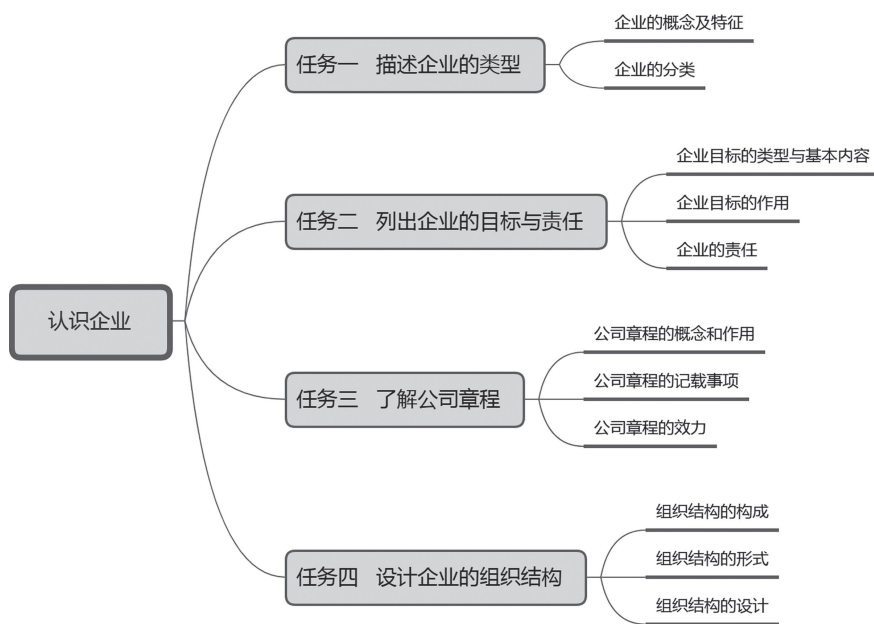 认识企业
任务一 描述企业的类型
企业的概念及特征
企业的分类
任务二 列出企业的目标与责任
企业目标的类型与基本内容
企业目标的作用
企业的责任
任务三 了解公司章程
公司章程的概念和作用
公司章程的记载事项
公司章程的效力
任务四 设计企业的组织结构
组织结构的构成
组织结构的形式
组织结构的设计